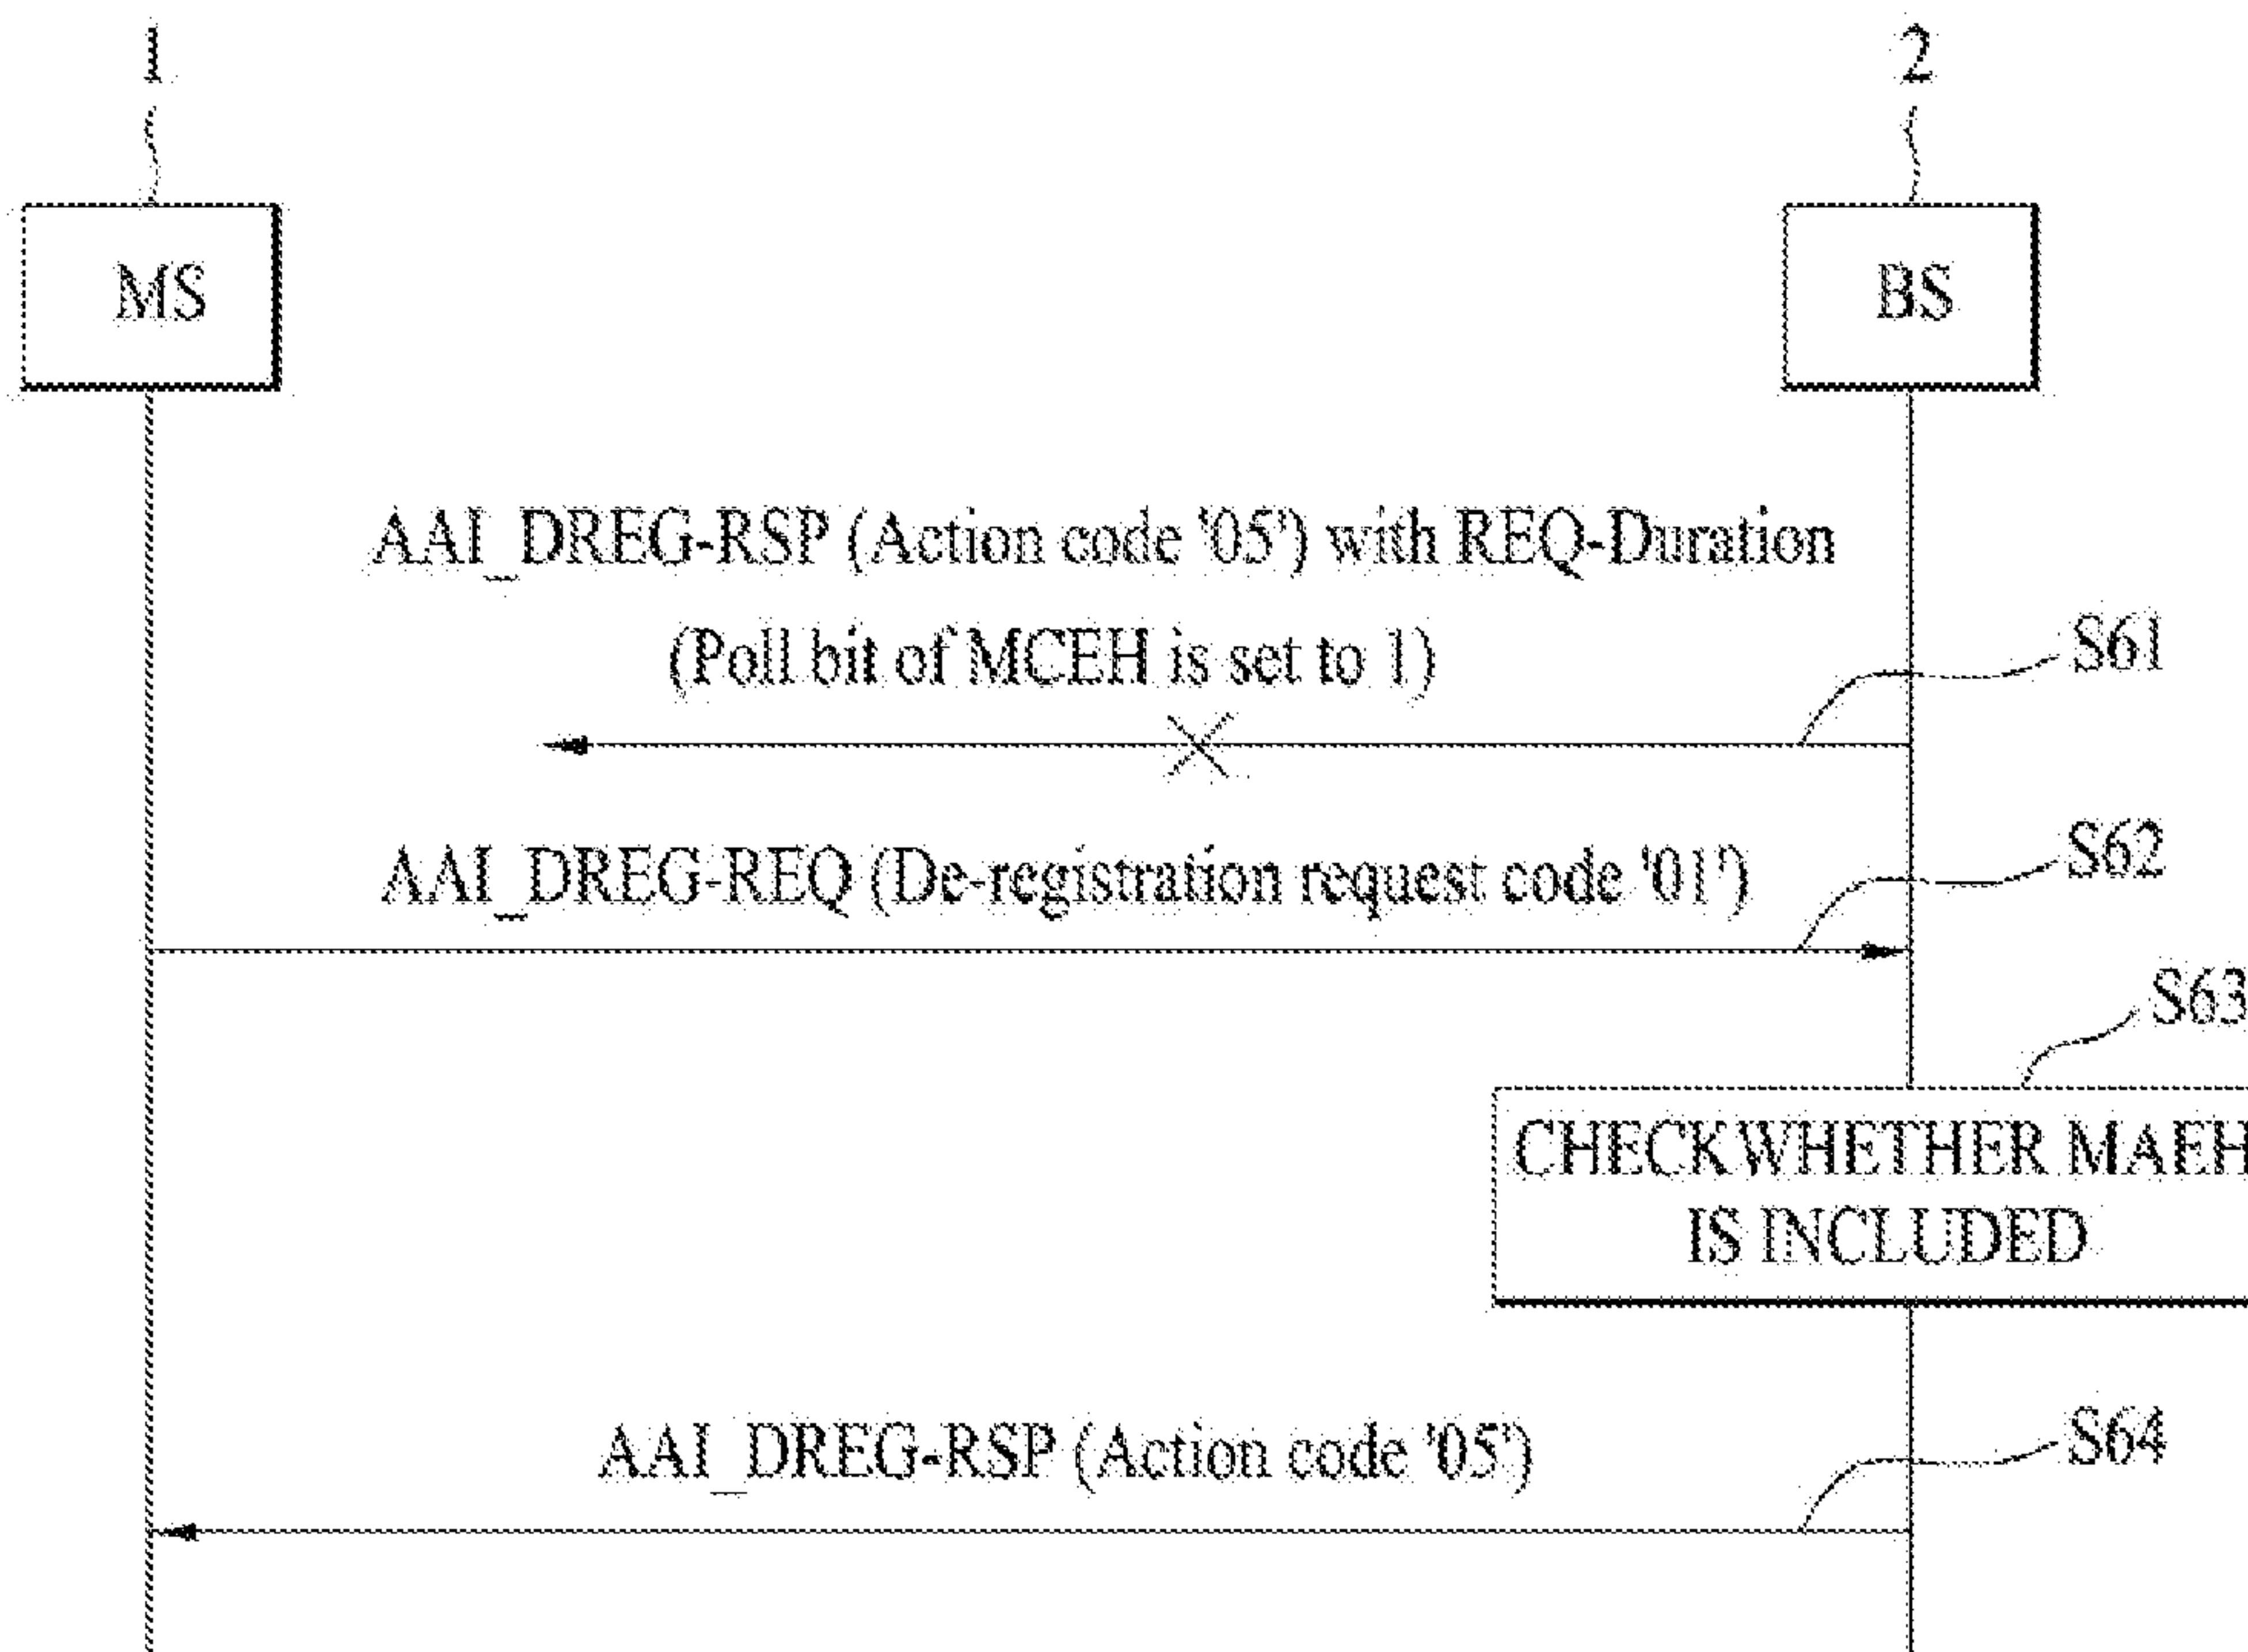 1
2
MS
BS
AAI_DREG-RSP (Action code '05') with REQ-Duration
(Poll bit of MCEH is set to 1)
S61
AAI_DREG-REQ (De-registration request code '01')
S62
S63
CHECKWHETHER MAEH
IS INCLUDED
AAI_DREG-RSP (Action code '05')
S64